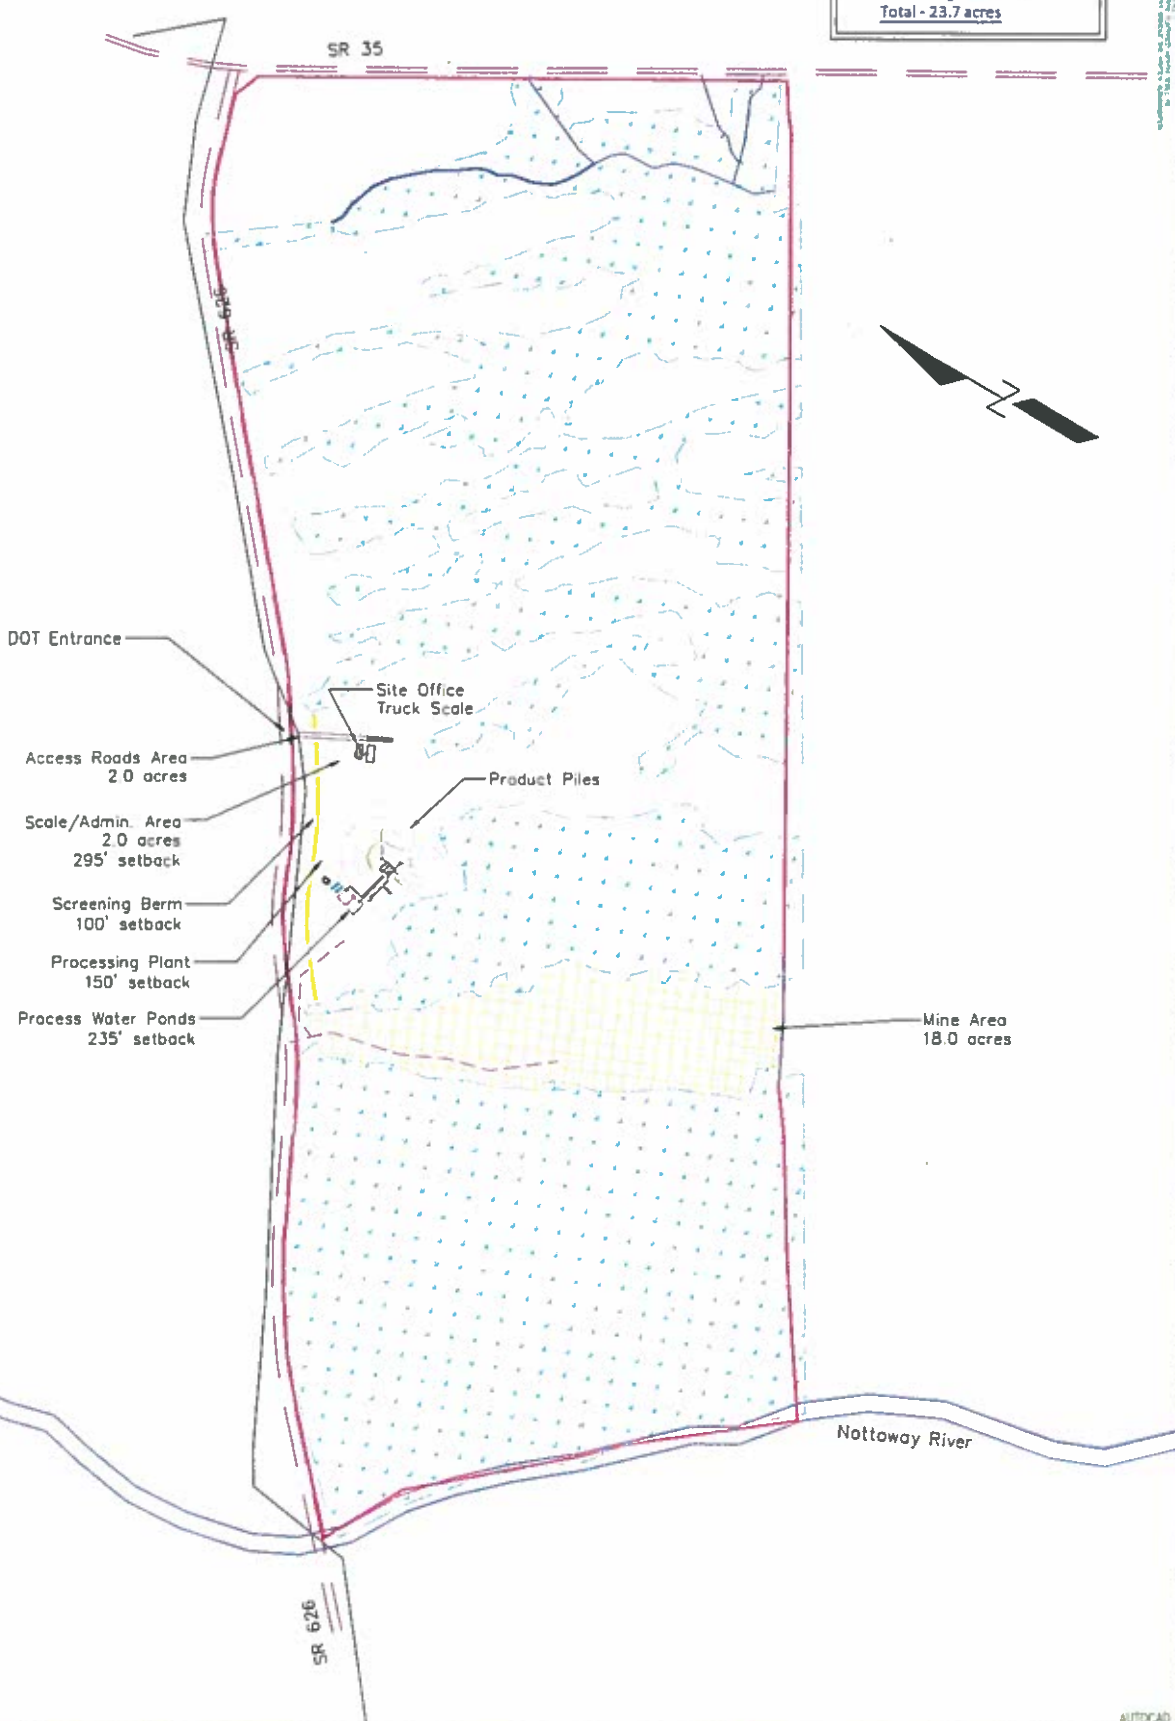 Total - 23.7 acres
SR 35
SR 626
DOT Entrance
Site Office
Truck Scale
Access Roads Area
2.0 acres
Product Piles
Scale/Admin. Area
2.0 acres
295' setback
Screening Berm
100' setback
Processing Plant
150' setback
Process Water Ponds
235' setback
Mine Area
18.0 acres
Nottoway River
SR 626
N
AUTOCAD